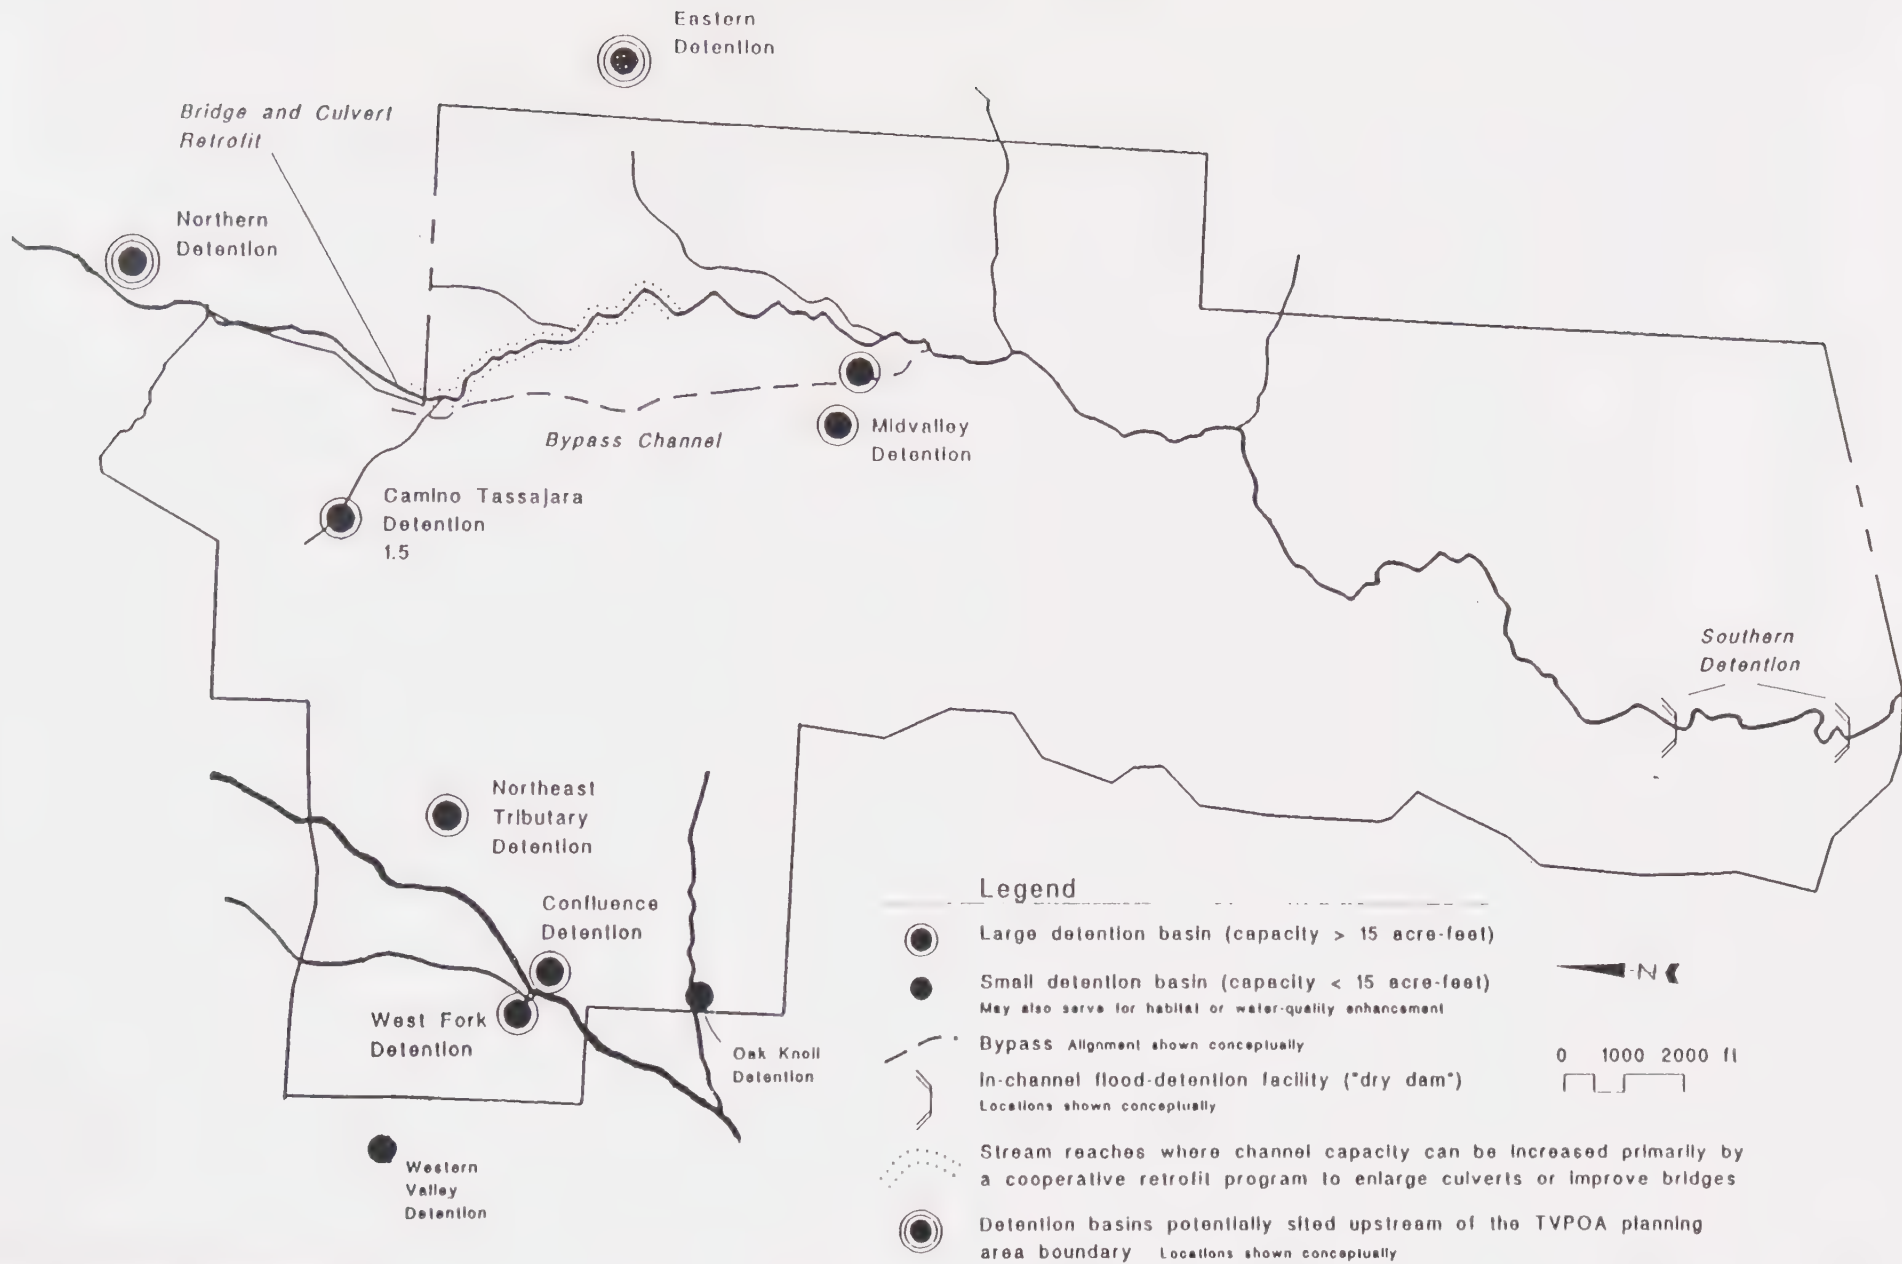 Eastern
Detention
Bridge and Culvert
Retrofit
Northern
Detention
Bypass Channel
Midvalley
Detention
Camino Tassajara
Detention
1.5
Southern
Detention
Northeast
Tributary
Detention
Confluence
Detention
West Fork
Detention
Oak Knoll
Detention
Western
Valley
Detention
Legend
Large detention basin (capacity > 15 acre-feet)
Small detention basin (capacity < 15 acre-feet)
May also serve for habitat or water-quality enhancement
Bypass Alignment shown conceptually
In-channel flood-detention facility ("dry dam")
Locations shown conceptually
Stream reaches where channel capacity can be increased primarily by
a cooperative retrofit program to enlarge culverts or improve bridges
Detention basins potentially sited upstream of the TVPOA planning
area boundary Locations shown conceptually
N
0 1000 2000 ft